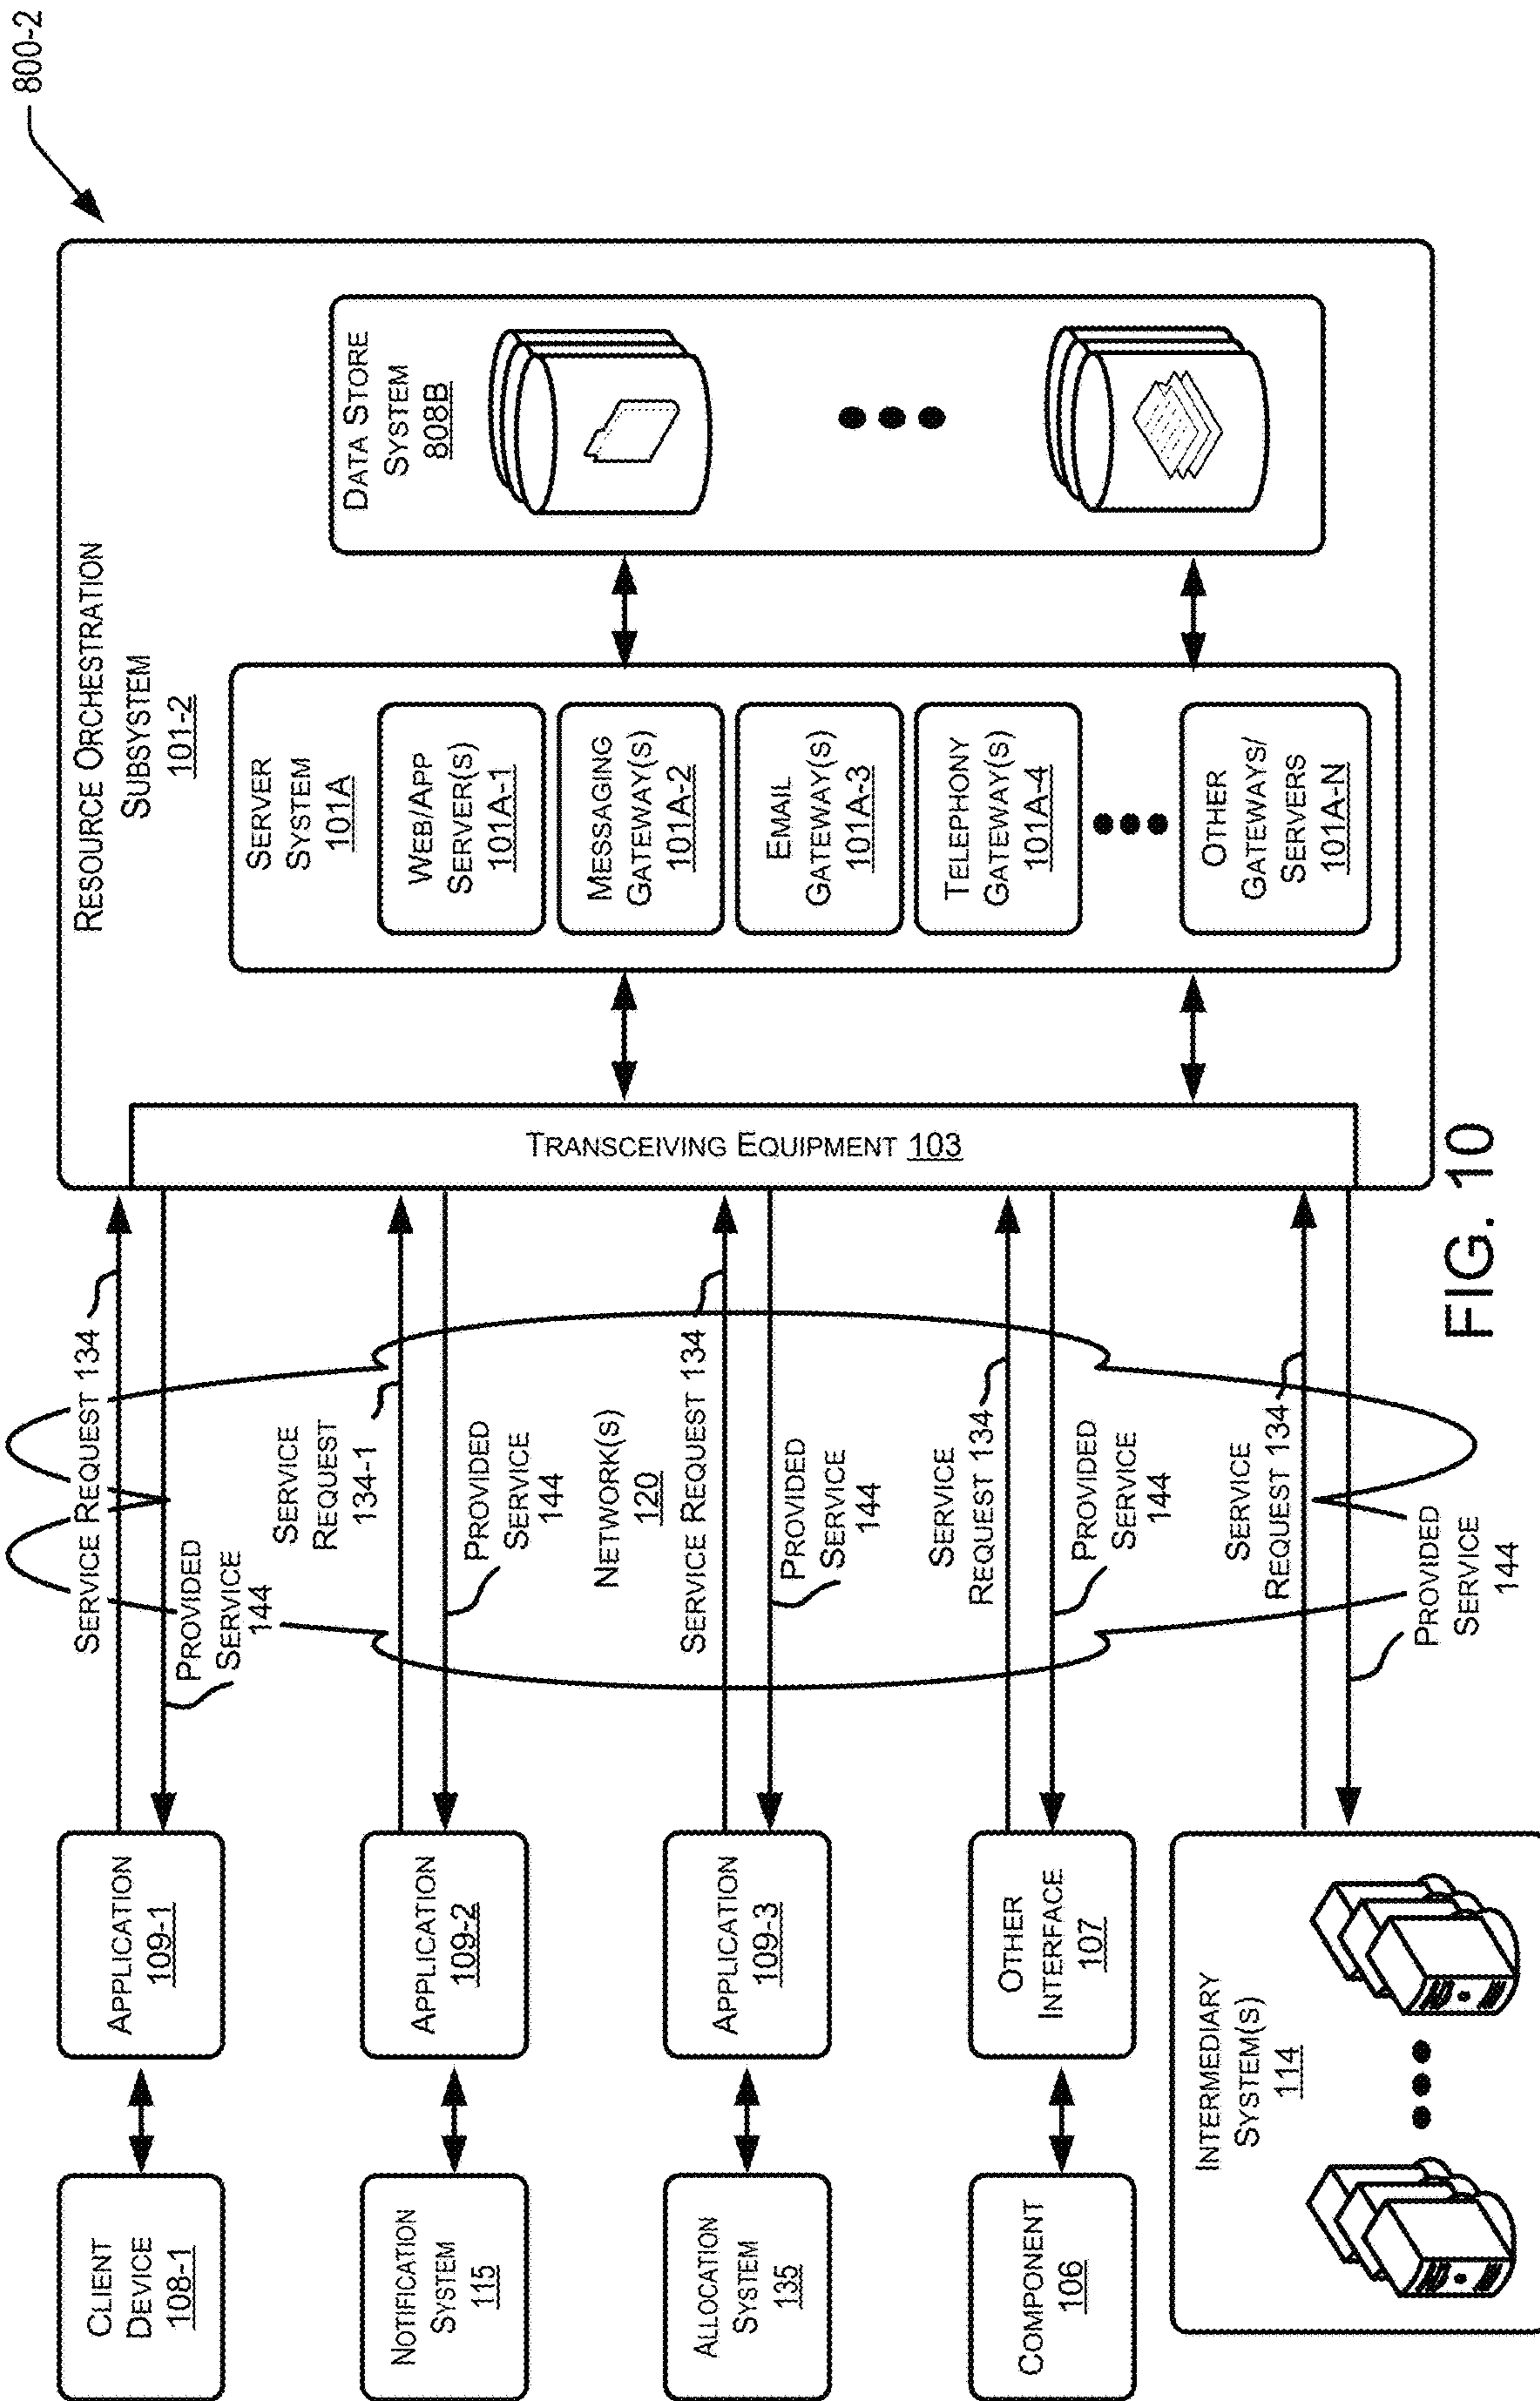 800-2
RESOURCE ORCHESTRATION
SUBSYSTEM
101-2
DATA STORE
SYSTEM
808B
SERVER
SYSTEM
101A
WEB/APP
SERVER(S)
101A-1
MESSAGING
GATEWAY(S)
101A-2
EMAIL
GATEWAY(S)
101A-3
TELEPHONY
GATEWAY(S)
101A-4
OTHER
GATEWAYS/
SERVERS
101A-N
TRANSCEIVING EQUIPMENT 103
SERVICE REQUEST 134
PROVIDED
SERVICE
144
SERVICE
REQUEST
134-1
PROVIDED
SERVICE
144
NETWORK(S)
120
SERVICE REQUEST 134
PROVIDED
SERVICE
144
SERVICE
REQUEST 134
PROVIDED
SERVICE
144
SERVICE
REQUEST 134
PROVIDED
SERVICE
144
APPLICATION
109-1
APPLICATION
109-2
APPLICATION
109-3
OTHER
INTERFACE
107
CLIENT
DEVICE
108-1
NOTIFICATION
SYSTEM
115
ALLOCATION
SYSTEM
135
COMPONENT
106
INTERMEDIARY
SYSTEM(S)
114
FIG. 10